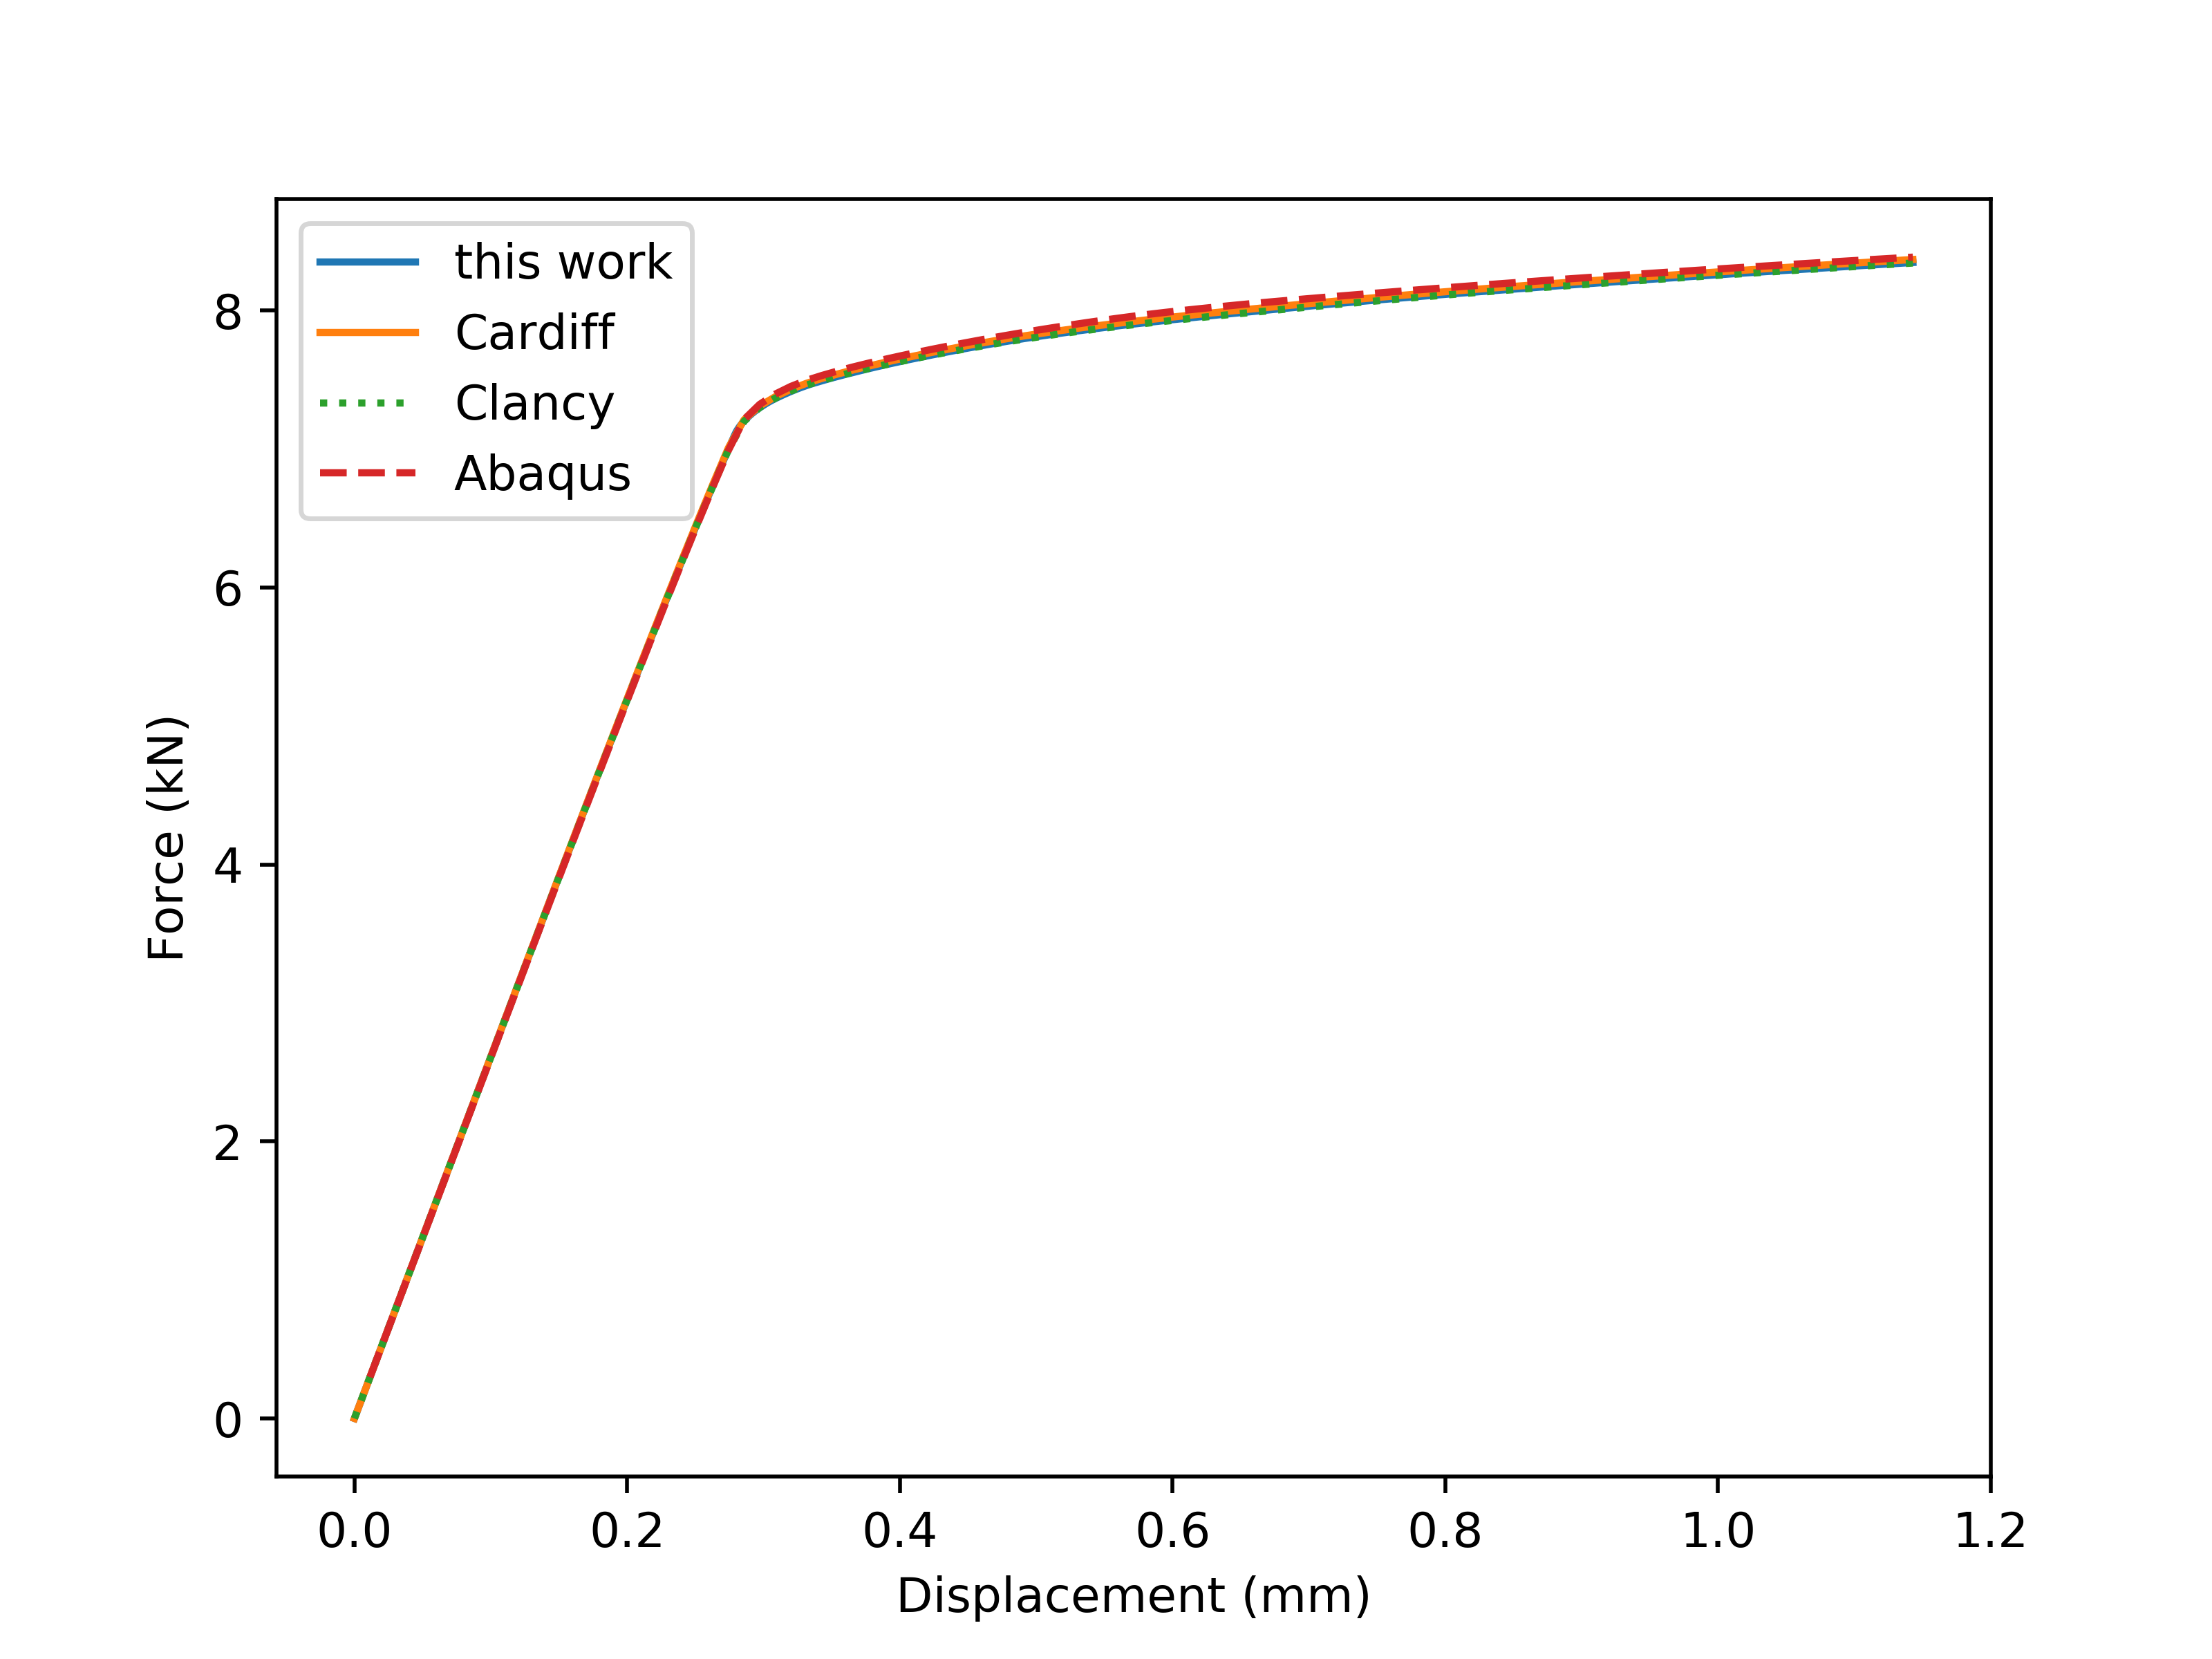 this work
Cardiff
Clancy
Abaqus
8
6
4
2
0
Force (kN)
0.0 0.2 0.4 0.6 0.8 1.0 1.2
Displacement (mm)